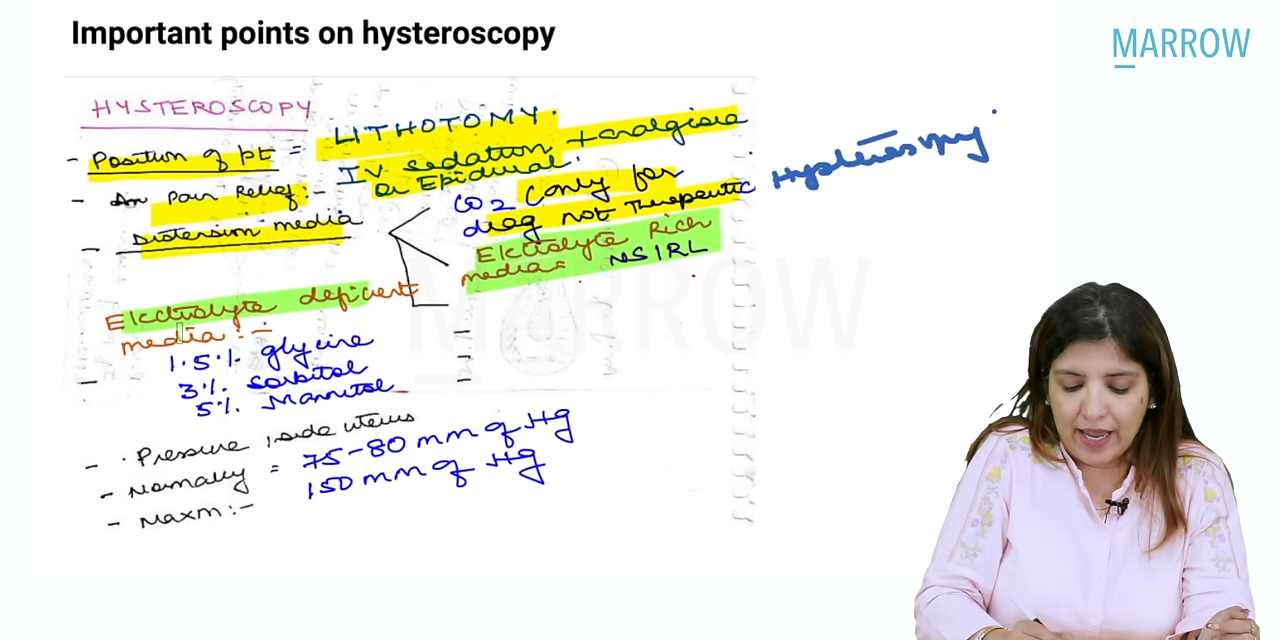 Important points on hysteroscopy
MARROW
HYSTEROSCOPY
- Position of pt = LITHOTOMY.
- Pain Relief:- IV sedation + analgisea
or Epidural.
- Distension media
CO2 (only for
diag not Therapeutic
Electrolyte Rich
media = NS/RL
Hysteroscopy
Electrolyte deficient
media :-
1.5% glycine
3% Sorbitol
5% Mannitol
MARROW
- . Pressure inside uterus
- Normally = 75-80 mm of Hg
- Maxm:- 150 mm of Hg